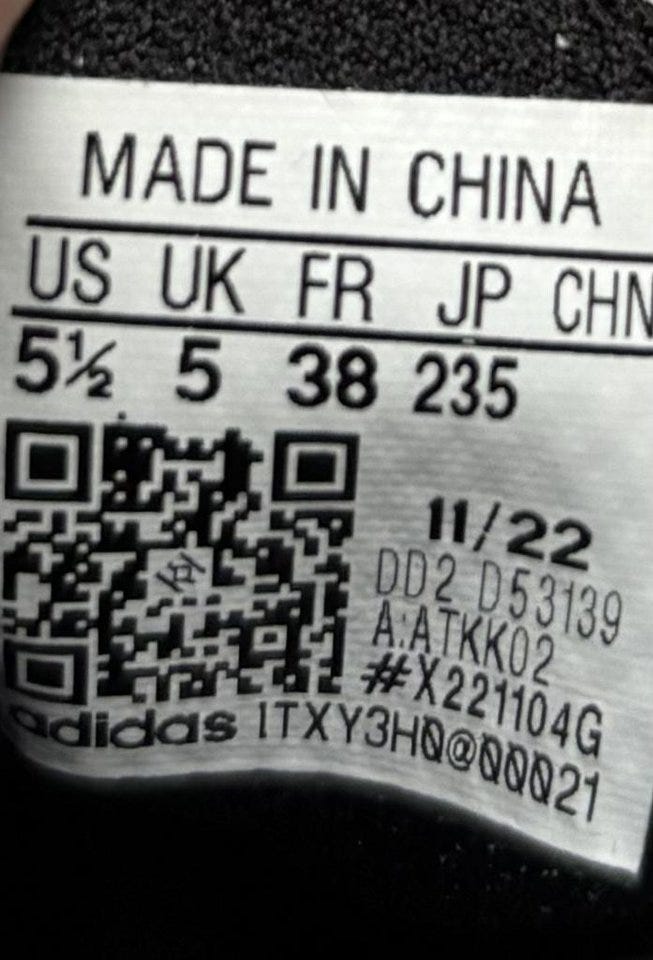 MADE IN CHINA
US UK FR JP CHN
5½ 5 38 235
11/22
DD2 D53139
A:ATKK02
#X221104G
adidas 1TXY3H0@00021